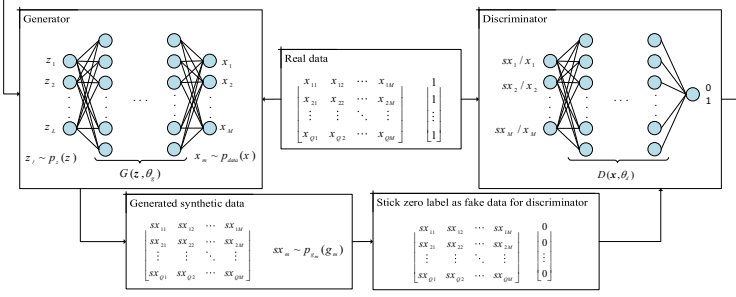 Generator
z_1
z_2
⋮
z_L
z_ℓ ~ p_z(z)
...
x_1
x_2
⋮
x_M
x_m ~ p_data(x)
G(z, θ_g)
Real data
x_11 x_12 ⋯ x_1M 1
x_21 x_22 ⋯ x_2M 1
⋮ ⋮ ⋱ ⋮ ⋮
x_Q1 x_Q2 ⋯ x_QM 1
Discriminator
sx_1 / x_1
sx_2 / x_2
⋮
sx_M / x_M
...
0
1
D(x, θ_d)
Generated synthetic data
sx_11 sx_12 ⋯ sx_1M
sx_21 sx_22 ⋯ sx_2M
⋮ ⋮ ⋱ ⋮
sx_Q1 sx_Q2 ⋯ sx_QM
sx_m ~ p_{g_m}(g_m)
Stick zero label as fake data for discriminator
sx_11 sx_12 ⋯ sx_1M 0
sx_21 sx_22 ⋯ sx_2M 0
⋮ ⋮ ⋱ ⋮ ⋮
sx_Q1 sx_Q2 ⋯ sx_QM 0